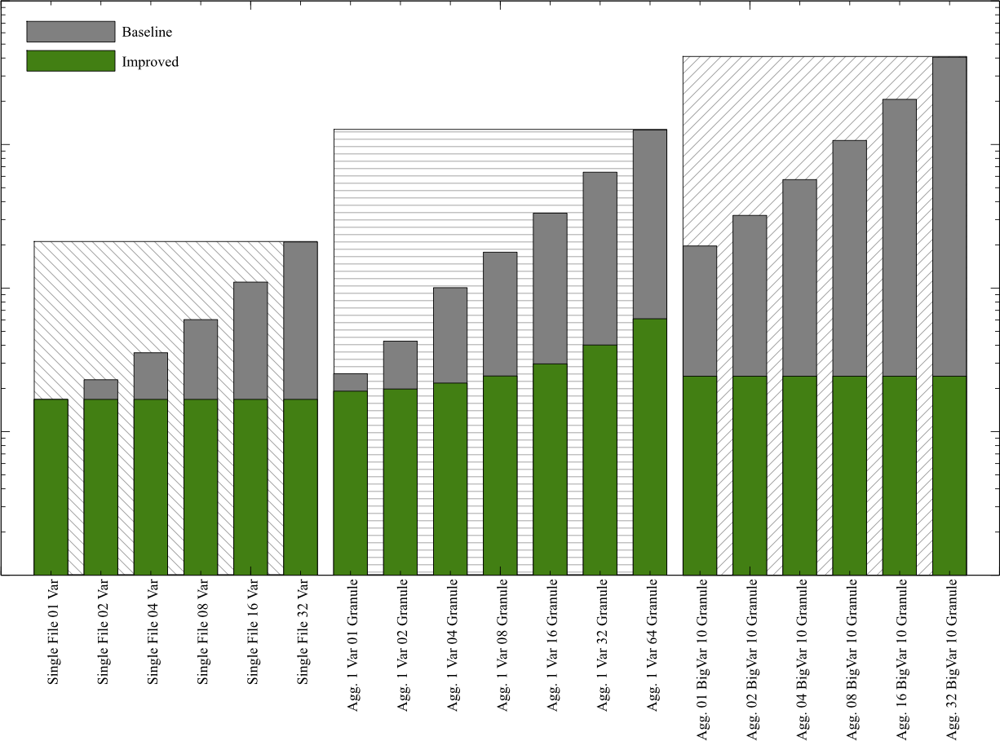 Baseline
Improved
Single File 01 Var
Single File 02 Var
Single File 04 Var
Single File 08 Var
Single File 16 Var
Single File 32 Var
Agg. 1 Var 01 Granule
Agg. 1 Var 02 Granule
Agg. 1 Var 04 Granule
Agg. 1 Var 08 Granule
Agg. 1 Var 16 Granule
Agg. 1 Var 32 Granule
Agg. 1 Var 64 Granule
Agg. 01 BigVar 10 Granule
Agg. 02 BigVar 10 Granule
Agg. 04 BigVar 10 Granule
Agg. 08 BigVar 10 Granule
Agg. 16 BigVar 10 Granule
Agg. 32 BigVar 10 Granule